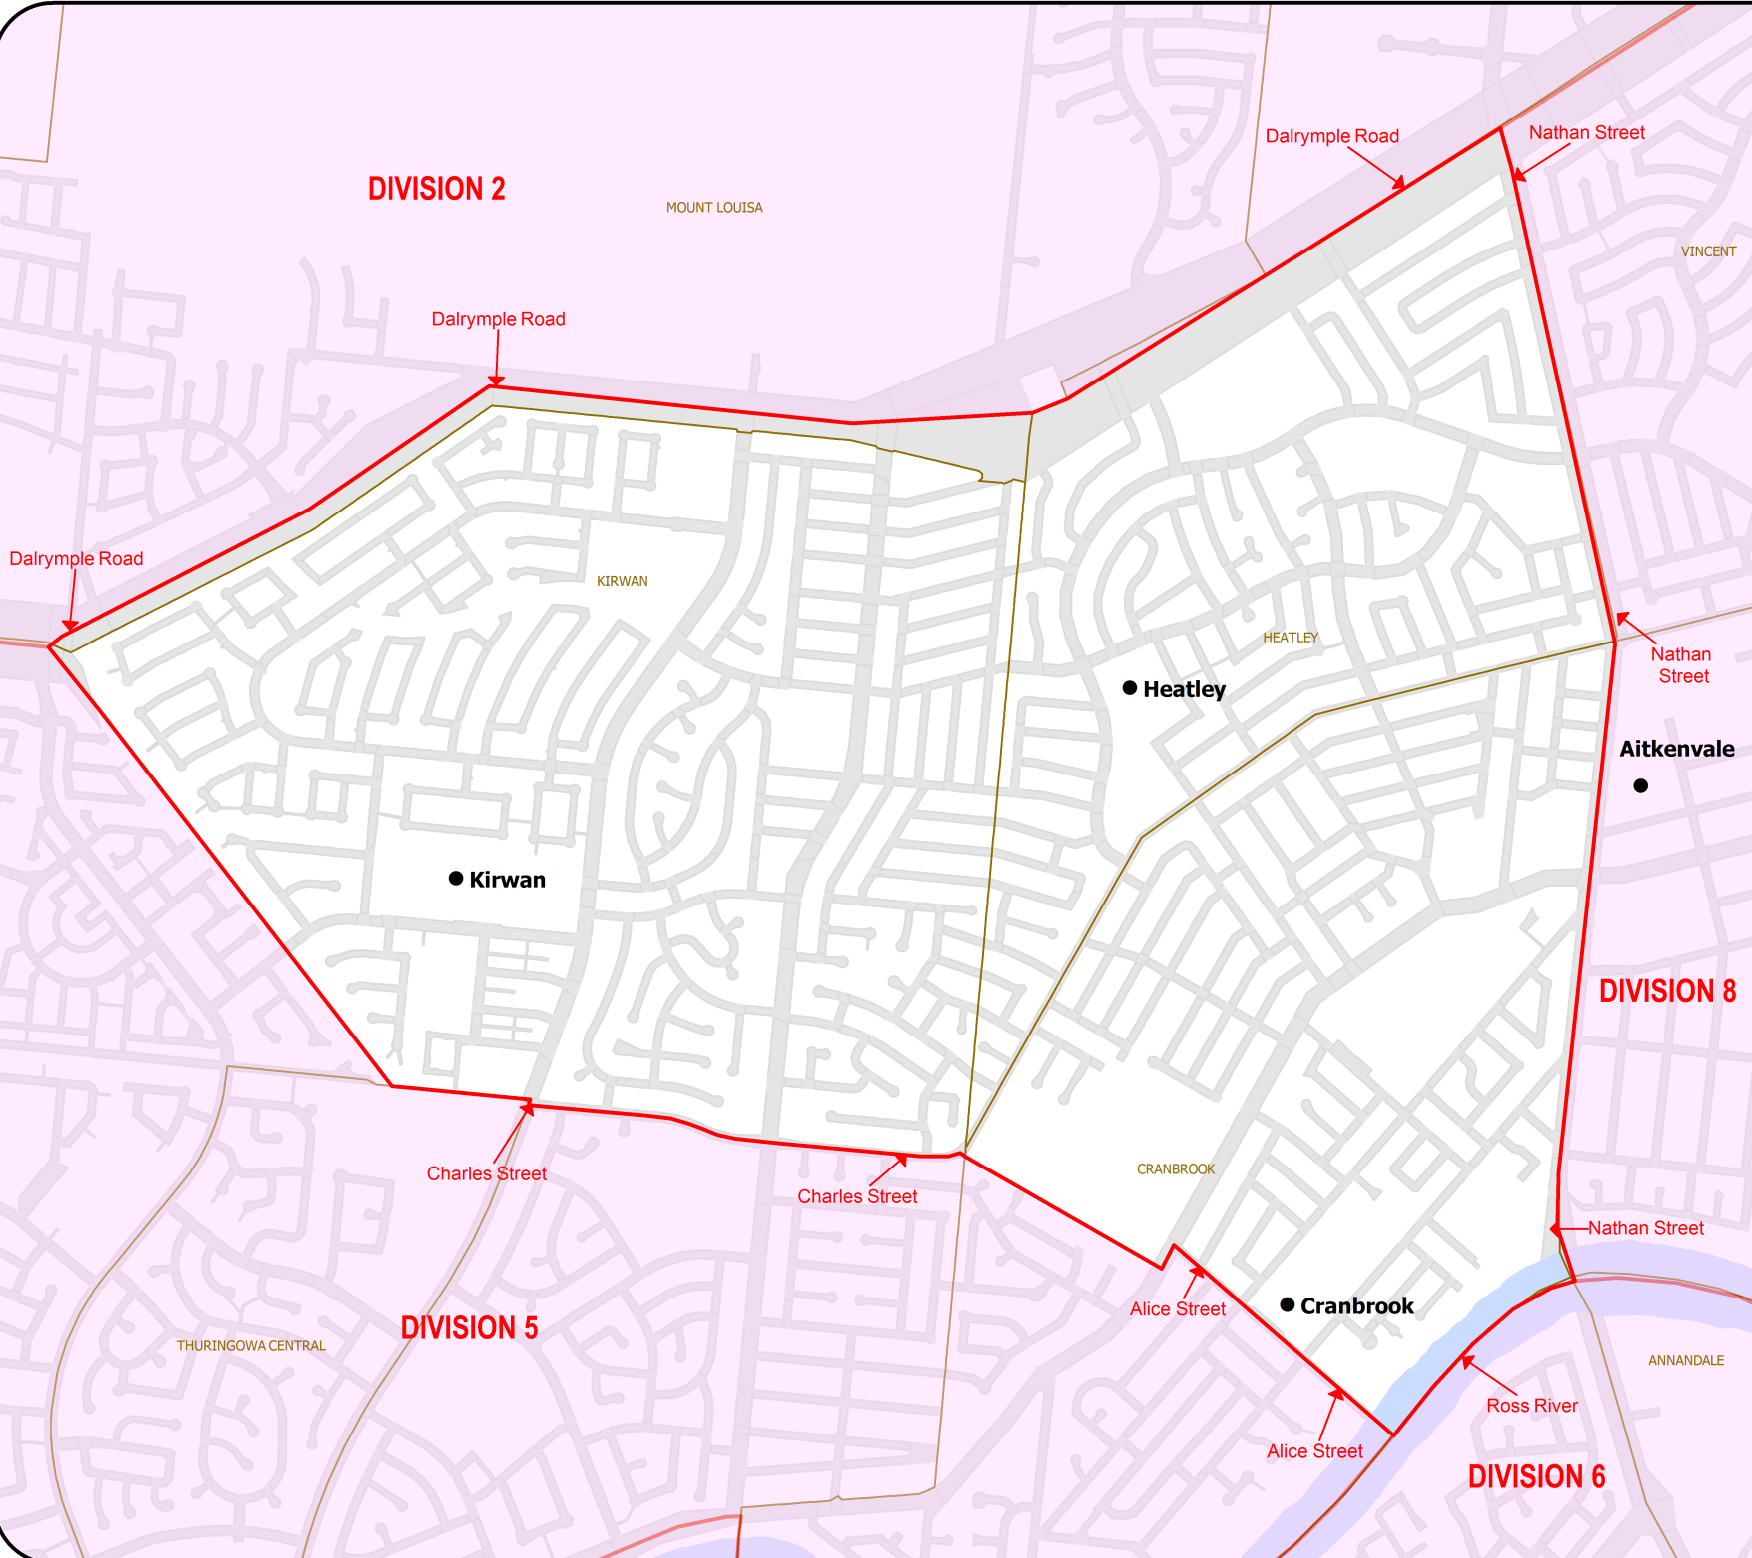 Dalrymple Road
Nathan Street
DIVISION 2
MOUNT LOUISA
VINCENT
Dalrymple Road
Dalrymple Road
KIRWAN
HEATLEY
Nathan
Street
Heatley
Aitkenvale
Kirwan
DIVISION 8
Charles Street
CRANBROOK
Charles Street
Nathan Street
Alice Street
Cranbrook
DIVISION 5
THURINGOWA CENTRAL
ANNANDALE
Ross River
Alice Street
DIVISION 6